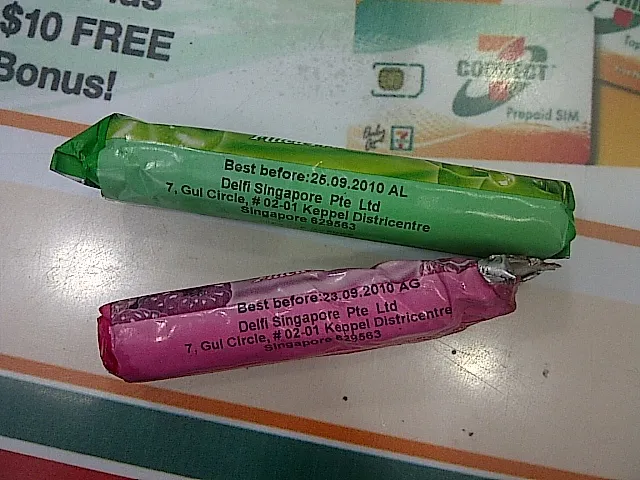 $10 FREE
Bonus!
CONNECT
Prepaid SIM
Best before:25.09.2010 AL
Delfi Singapore Pte Ltd
7, Gul Circle, # 02-01 Keppel Districentre
Singapore 629563
Best before:23.09.2010 AG
Delfi Singapore Pte Ltd
7, Gul Circle, # 02-01 Keppel Districentre
Singapore 629563